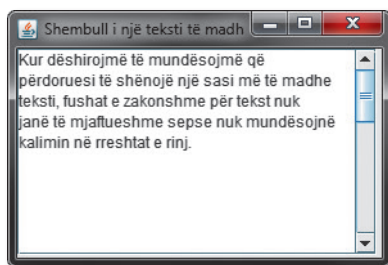 Shembull i një teksti të madh
Kur dëshirojmë të mundësojmë që
përdoruesi të shënojë një sasi më të madhe
teksti, fushat e zakonshme për tekst nuk
janë të mjaftueshme sepse nuk mundësojnë
kalimin në rreshtat e rinj.